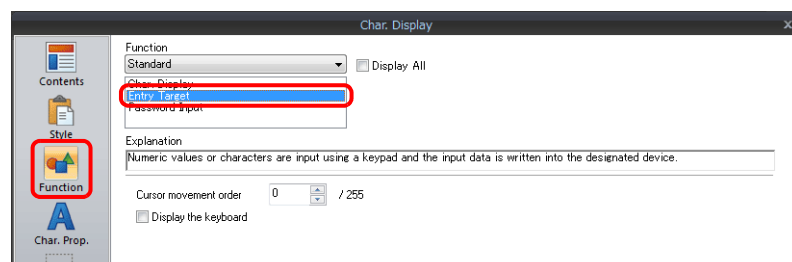 Char. Display
x
Function
Standard
Display All
Contents
Char. Display
Entry Target
Password Input
Style
Explanation
Numeric values or characters are input using a keypad and the input data is written into the designated device.
Function
Cursor movement order 0 / 255
Display the keyboard
A
Char. Prop.